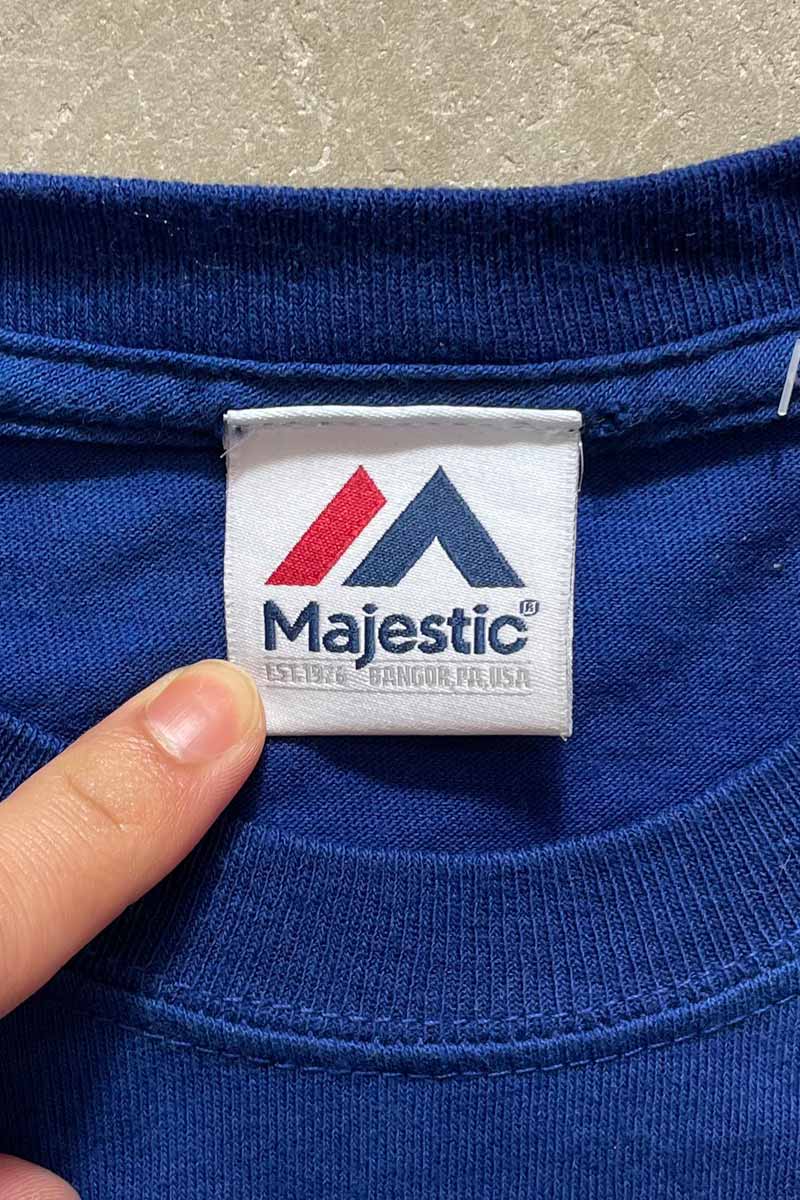 Majestic®
EST.1976 BANGOR, PA, USA